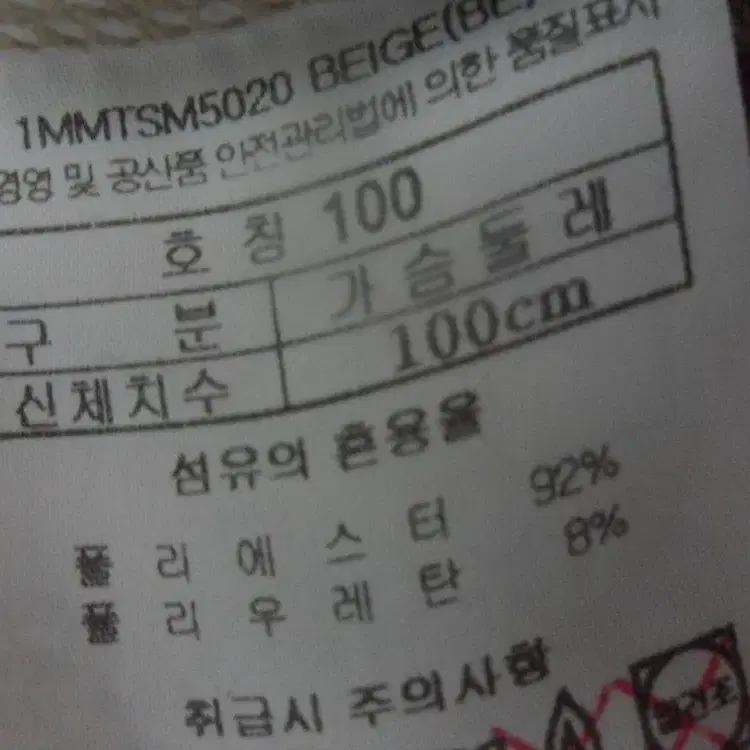 1MMTSM5020 BEIGE(BE
경영 및 공산품 안전관리법에 의한 품질표시
호 칭 100
구 분 가 슴 둘 레
신체치수 100cm
섬유의 혼용율
폴 리 에 스 터 92%
폴 리 우 레 탄 8%
취급시 주의사항